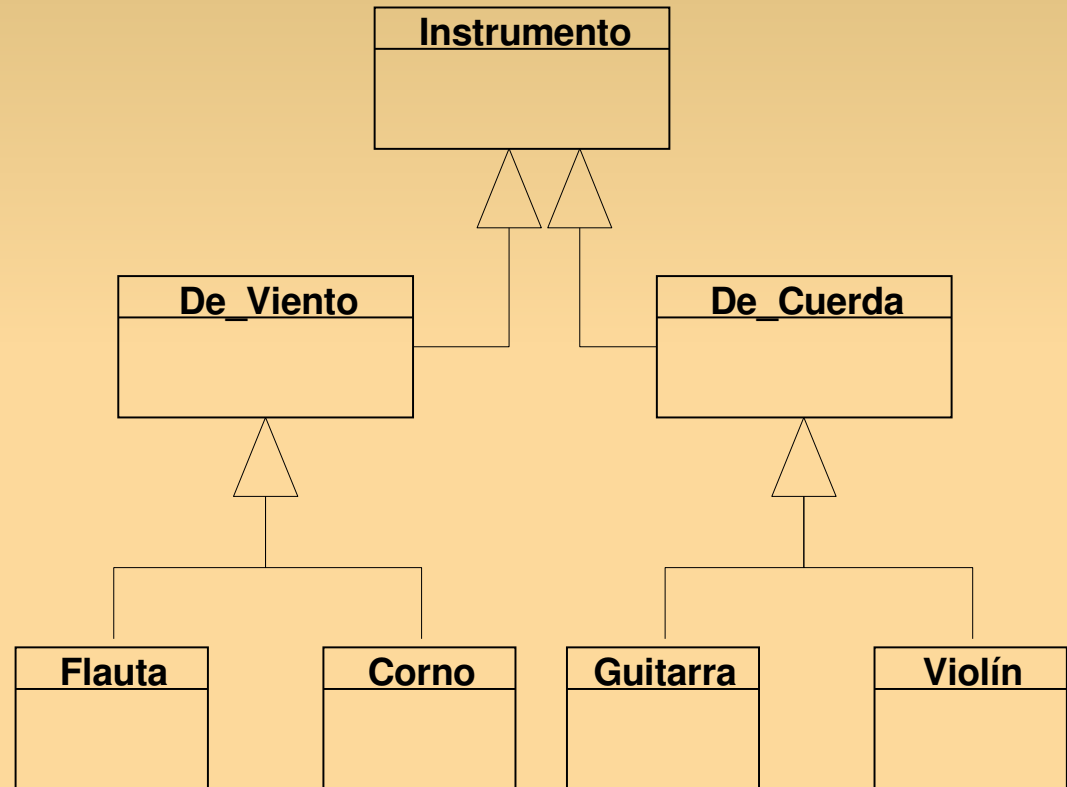 Instrumento
De_Viento
De_Cuerda
Flauta
Corno
Guitarra
Violín